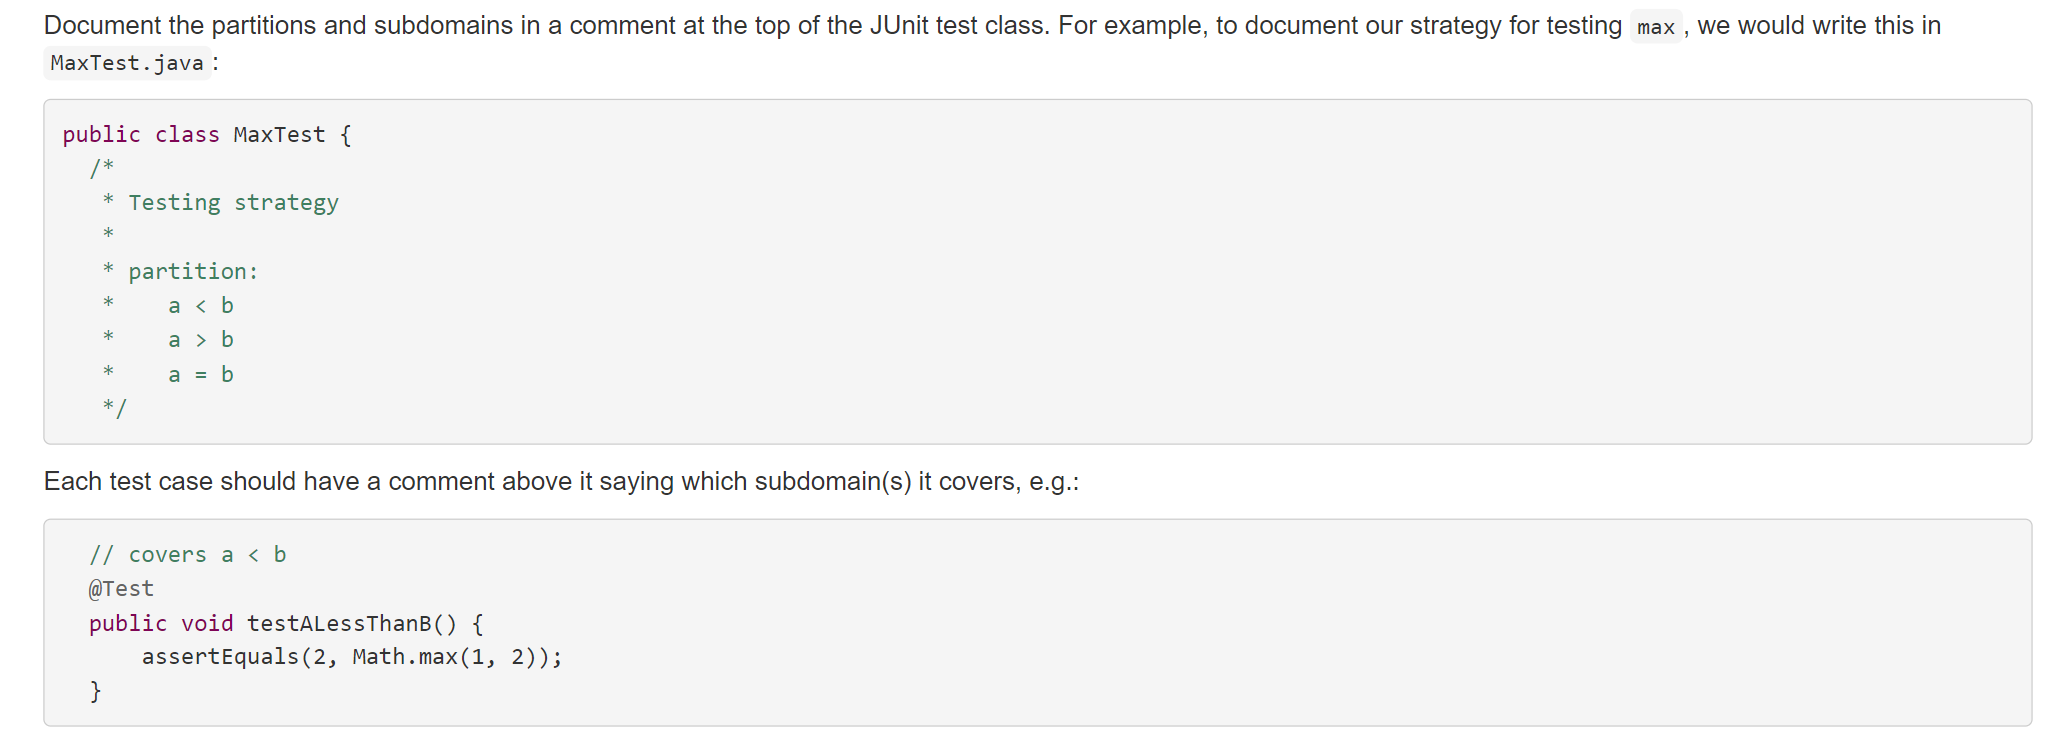 Document the partitions and subdomains in a comment at the top of the JUnit test class. For example, to document our strategy for testing max , we would write this in
MaxTest.java :
public class MaxTest {
  /*
   * Testing strategy
   *
   * partition:
   *    a < b
   *    a > b
   *    a = b
   */
Each test case should have a comment above it saying which subdomain(s) it covers, e.g.:
  // covers a < b
  @Test
  public void testALessThanB() {
      assertEquals(2, Math.max(1, 2));
  }